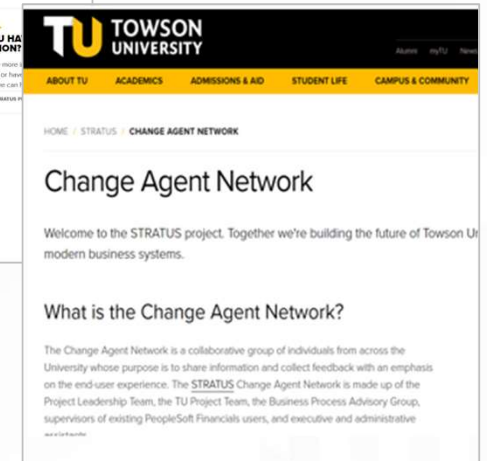 TU TOWSON
UNIVERSITY
Alumni myTU News
ABOUT TU ACADEMICS ADMISSIONS & AID STUDENT LIFE CAMPUS & COMMUNITY
HOME / STRATUS / CHANGE AGENT NETWORK
Change Agent Network
Welcome to the STRATUS project. Together we're building the future of Towson
modern business systems.
What is the Change Agent Network?
The Change Agent Network is a collaborative group of individuals from across the
University whose purpose is to share information and collect feedback with an emphasis
on the end-user experience. The STRATUS Change Agent Network is made up of the
Project Leadership Team, the TU Project Team, the Business Process Advisory Group,
supervisors of existing PeopleSoft Financials users, and executive and administrative